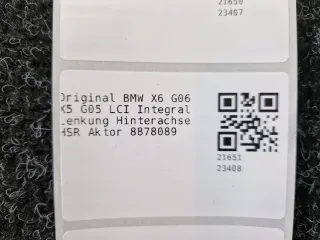 21650
23407
Original BMW X6 G06
X5 G05 LCI Integral
Lenkung Hinterachse
HSR Aktor 8878089
21651
23408